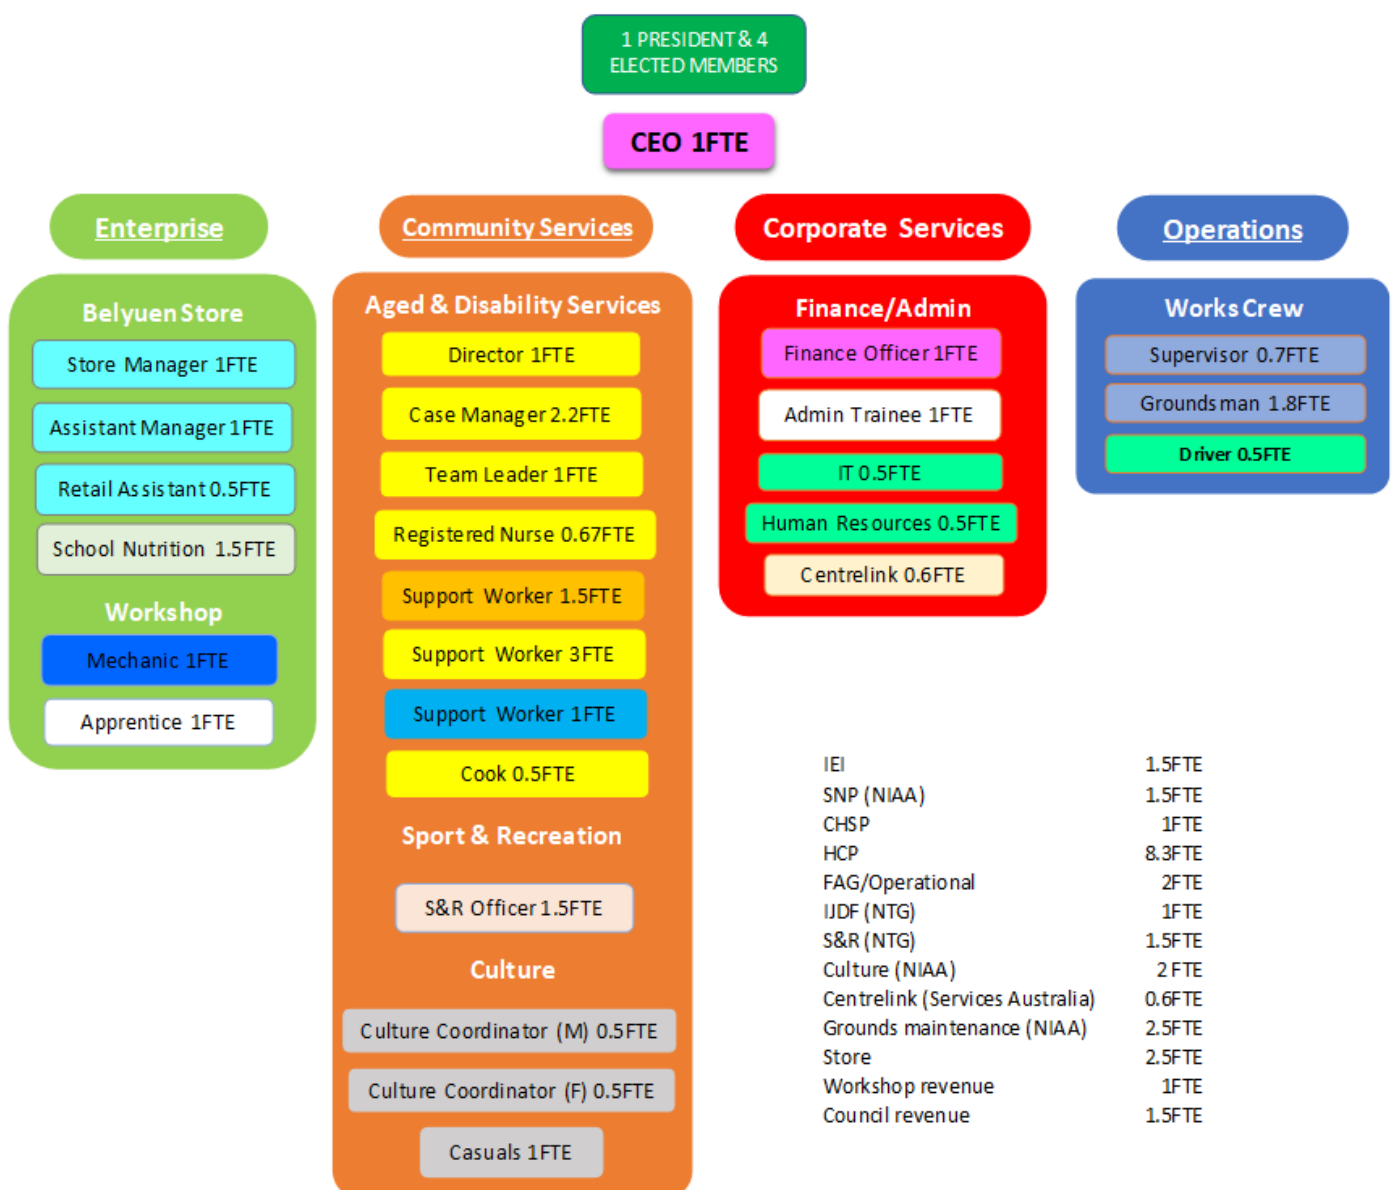 1 PRESIDENT & 4
ELECTED MEMBERS
CEO 1FTE
Enterprise
Belyuen Store
Store Manager 1FTE
Assistant Manager 1FTE
Retail Assistant 0.5FTE
School Nutrition 1.5FTE
Workshop
Mechanic 1FTE
Apprentice 1FTE
Community Services
Aged & Disability Services
Director 1FTE
Case Manager 2.2FTE
Team Leader 1FTE
Registered Nurse 0.67FTE
Support Worker 1.5FTE
Support Worker 3FTE
Support Worker 1FTE
Cook 0.5FTE
Sport & Recreation
S&R Officer 1.5FTE
Culture
Culture Coordinator (M) 0.5FTE
Culture Coordinator (F) 0.5FTE
Casuals 1FTE
Corporate Services
Finance/Admin
Finance Officer 1FTE
Admin Trainee 1FTE
IT 0.5FTE
Human Resources 0.5FTE
Centrelink 0.6FTE
Operations
Works Crew
Supervisor 0.7FTE
Groundsman 1.8FTE
Driver 0.5FTE
IEI 1.5FTE
SNP (NIAA) 1.5FTE
CHSP 1FTE
HCP 8.3FTE
FAG/Operational 2FTE
IJDF (NTG) 1FTE
S&R (NTG) 1.5FTE
Culture (NIAA) 2 FTE
Centrelink (Services Australia) 0.6FTE
Grounds maintenance (NIAA) 2.5FTE
Store 2.5FTE
Workshop revenue 1FTE
Council revenue 1.5FTE